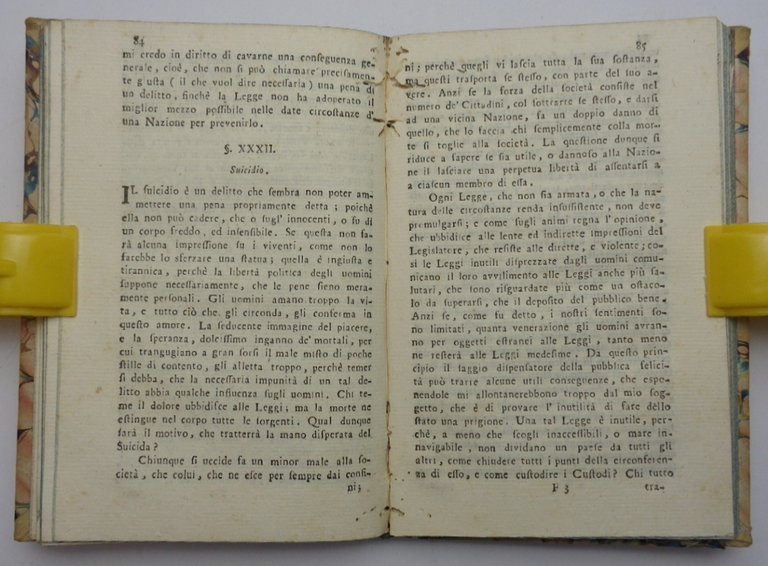 84
mi credo in diritto di cavarne una conseguenza ge-
nerale, cioè, che non si può chiamare precisamen-
te giusta ( il che vuol dire necessaria ) una pena di
un delitto, finchè la Legge non ha adoperato il
miglior mezzo possibile nelle date circostanze d'
una Nazione per prevenirlo.
§. XXXII.
Suicidio.
IL suicidio è un delitto che sembra non poter am-
mettere una pena propriamente detta ; poichè
ella non può cadere, che o sugl' innocenti, o su di
un corpo freddo, ed insensibile. Se questa non fa-
rà alcuna impressione su i viventi, come non lo
farebbe lo sferzare una statua ; quella è ingiusta e
tirannica, perchè la libertà politica degli uomini
suppone necessariamente, che le pene sieno mera-
mente personali. Gli uomini amano troppo la vi-
ta, e tutto ciò che gli circonda, gli conferma in
questo amore. La seducente immagine del piacere,
e la speranza, dolcissimo inganno de' mortali, per
cui trangugiano a gran sorsi il male misto di poche
stille di contento, gli alletta troppo, perchè temer
si debba, che la necessaria impunità di un tal de-
litto abbia qualche influenza sugli uomini. Chi te-
me il dolore ubbidisce alle Leggi ; ma la morte ne
estingue nel corpo tutte le sorgenti. Qual dunque
sarà il motivo, che tratterrà la mano disperata del
Suicida ?
Chiunque si uccide fa un minor male alla so-
cietà, che colui, che ne esce per sempre dai confi-
ni ;
85
ni ; perchè quegli vi lascia tutta la sua sostanza,
ma questi trasporta se stesso, con parte del suo a-
vere. Anzi se la forza della società consiste nel
numero de' Cittadini, col sottrarre se stesso, e darsi
ad una vicina Nazione, fa un doppio danno di
quello, che lo faccia chi semplicemente colla mor-
te si toglie alla società. La questione dunque si
riduce a sapere se sia utile, o dannoso alla Nazio-
ne il lasciare una perpetua libertà di assentarsi a
a ciascun membro di essa.
Ogni Legge, che non sia armata, o che la na-
tura delle circostanze renda insussistente, non deve
promulgarsi ; e come sugli animi regna l'opinione,
che ubbidisce alle lente ed indirette impressioni del
Legislatore, che resiste alle dirette, e violente ; co-
sì le Leggi inutili disprezzate dagli uomini comu-
nicano il loro avvilimento alle Leggi anche più sa-
lutari, che sono risguardate più come un ostaco-
lo da superarsi, che il deposito del pubblico bene.
Anzi se, come fu detto, i nostri sentimenti so-
no limitati, quanta venerazione gli uomini avran-
no per oggetti estranei alle Leggi, tanto meno
ne resterà alle Leggi medesime. Da questo prin-
cipio il saggio dispensatore della pubblica felici-
tà può trarre alcune utili conseguenze, che espo-
nendole mi allontanerebbono troppo dal mio sog-
getto, che è di provare l'inutilità di fare dello
stato una prigione. Una tal Legge è inutile, per-
chè, a meno che scogli inaccessibili, o mare in-
navigabile, non dividano un paese da tutti gli
altri, come chiudere tutti i punti della circonferen-
za di esso, e come custodire i Custodi ? Chi tutto
F 3 tra-